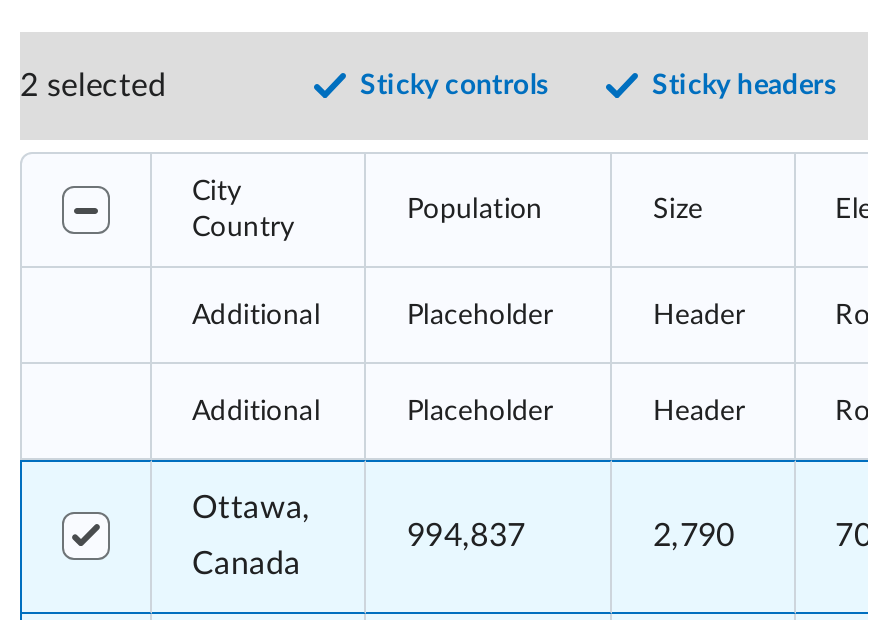 2 selected Sticky controls Sticky headers
City
Country Population Size Ele
Additional Placeholder Header Ro
Additional Placeholder Header Ro
Ottawa,
Canada 994,837 2,790 70